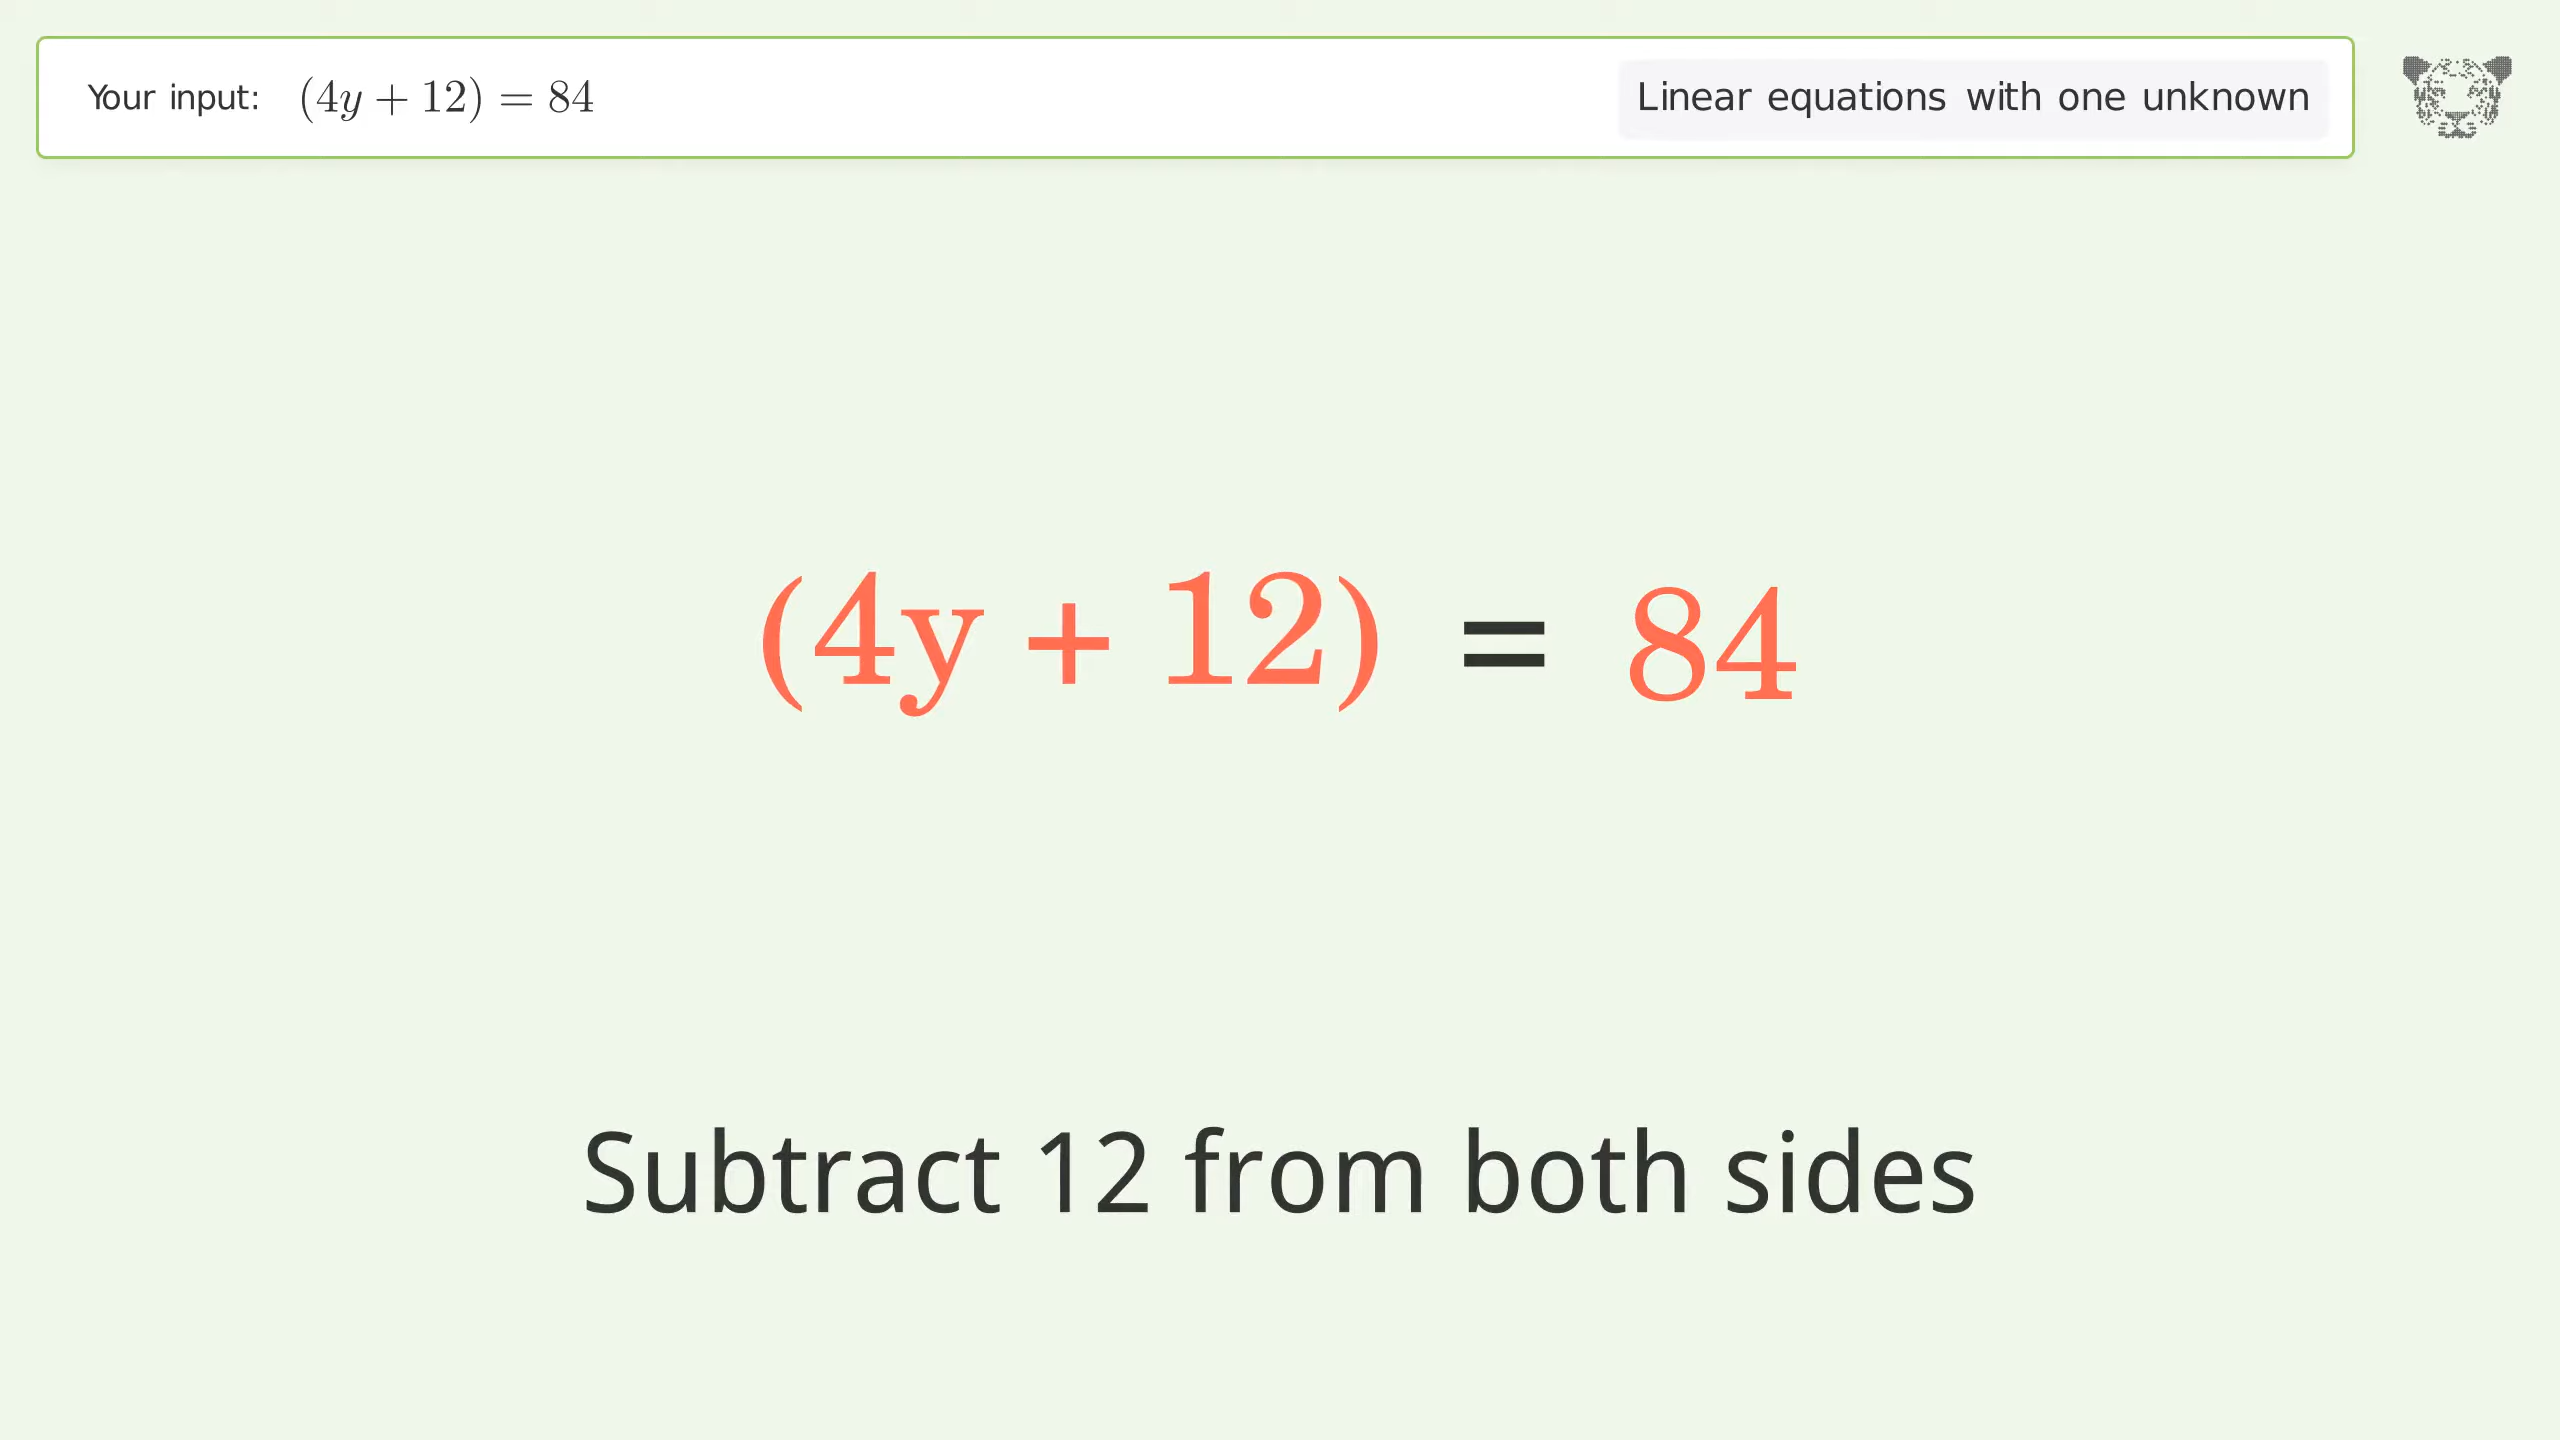 Your input: (4y + 12) = 84
Linear equations with one unknown
(4y + 12) = 84
Subtract 12 from both sides